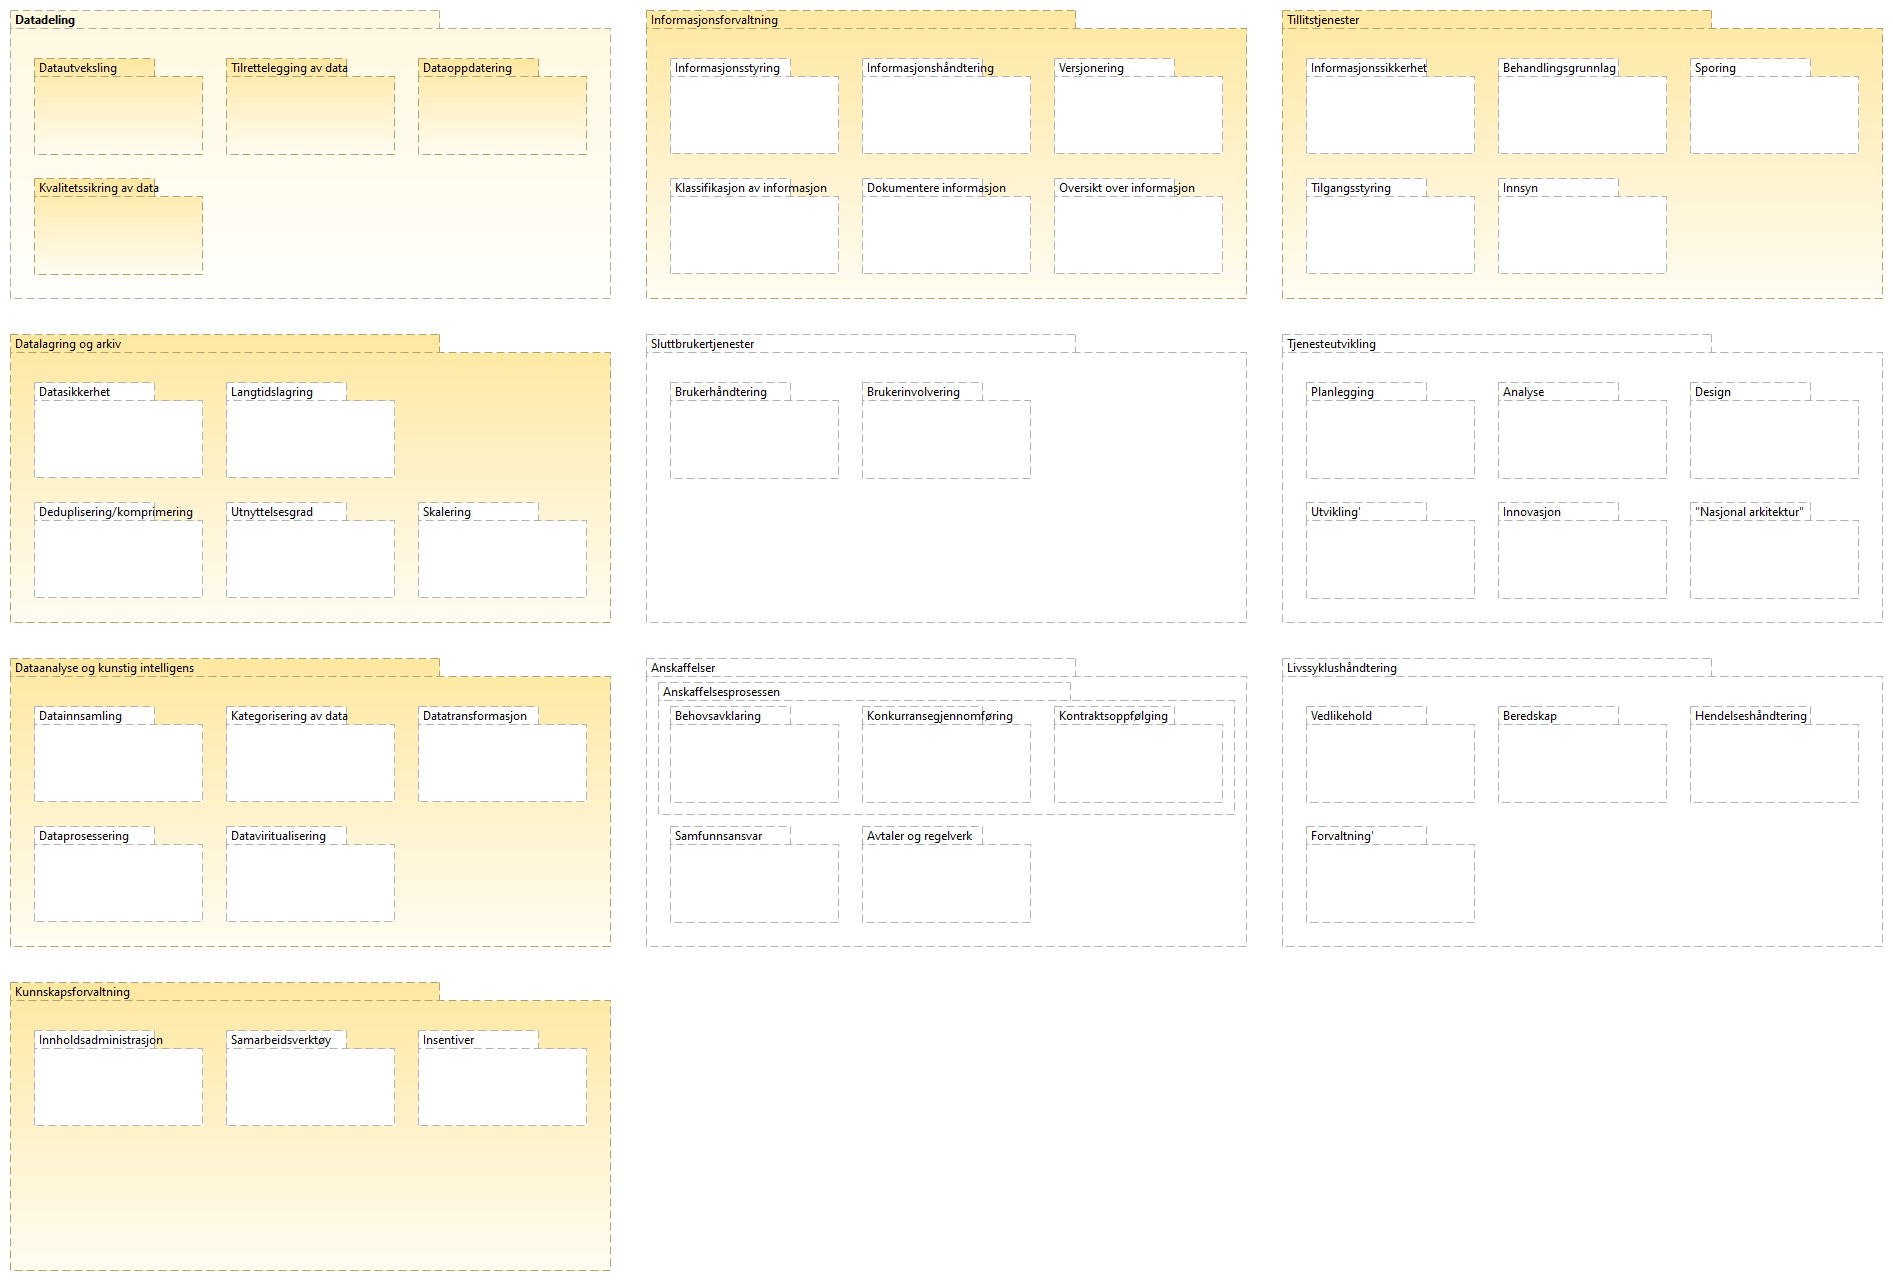 Datadeling
Datautveksling
Tilrettelegging av data
Dataoppdatering
Kvalitetssikring av data
Informasjonsforvaltning
Informasjonsstyring
Informasjonshåndtering
Versjonering
Klassifikasjon av informasjon
Dokumentere informasjon
Oversikt over informasjon
Tillitstjenester
Informasjonssikkerhet
Behandlingsgrunnlag
Sporing
Tilgangsstyring
Innsyn
Datalagring og arkiv
Datasikkerhet
Langtidslagring
Deduplisering/komprimering
Utnyttelsesgrad
Skalering
Sluttbrukertjenester
Brukerhåndtering
Brukerinvolvering
Tjenesteutvikling
Planlegging
Analyse
Design
Utvikling'
Innovasjon
"Nasjonal arkitektur"
Dataanalyse og kunstig intelligens
Datainnsamling
Kategorisering av data
Datatransformasjon
Dataprosessering
Dataviritualisering
Anskaffelser
Anskaffelsesprosessen
Behovsavklaring
Konkurransegjennomføring
Kontraktsoppfølging
Samfunnsansvar
Avtaler og regelverk
Livssyklushåndtering
Vedlikehold
Beredskap
Hendelseshåndtering
Forvaltning'
Kunnskapsforvaltning
Innholdsadministrasjon
Samarbeidsverktøy
Insentiver